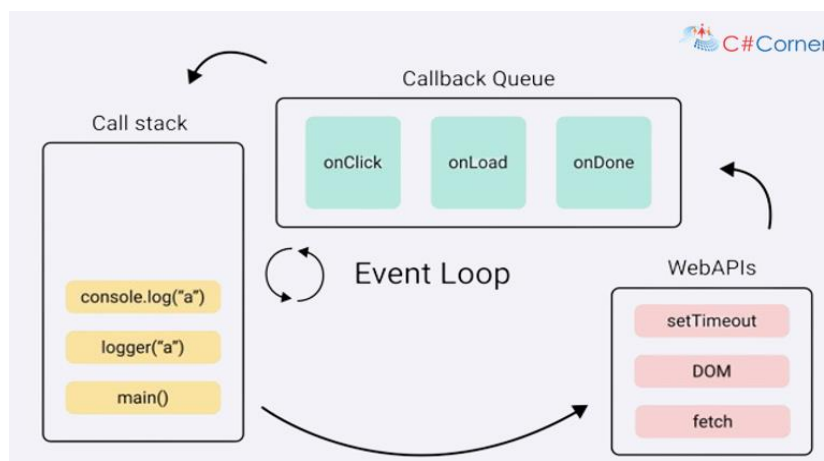 C#Corner
Callback Queue
onClick
onLoad
onDone
Call stack
console.log("a")
logger("a")
main()
Event Loop
WebAPIs
setTimeout
DOM
fetch